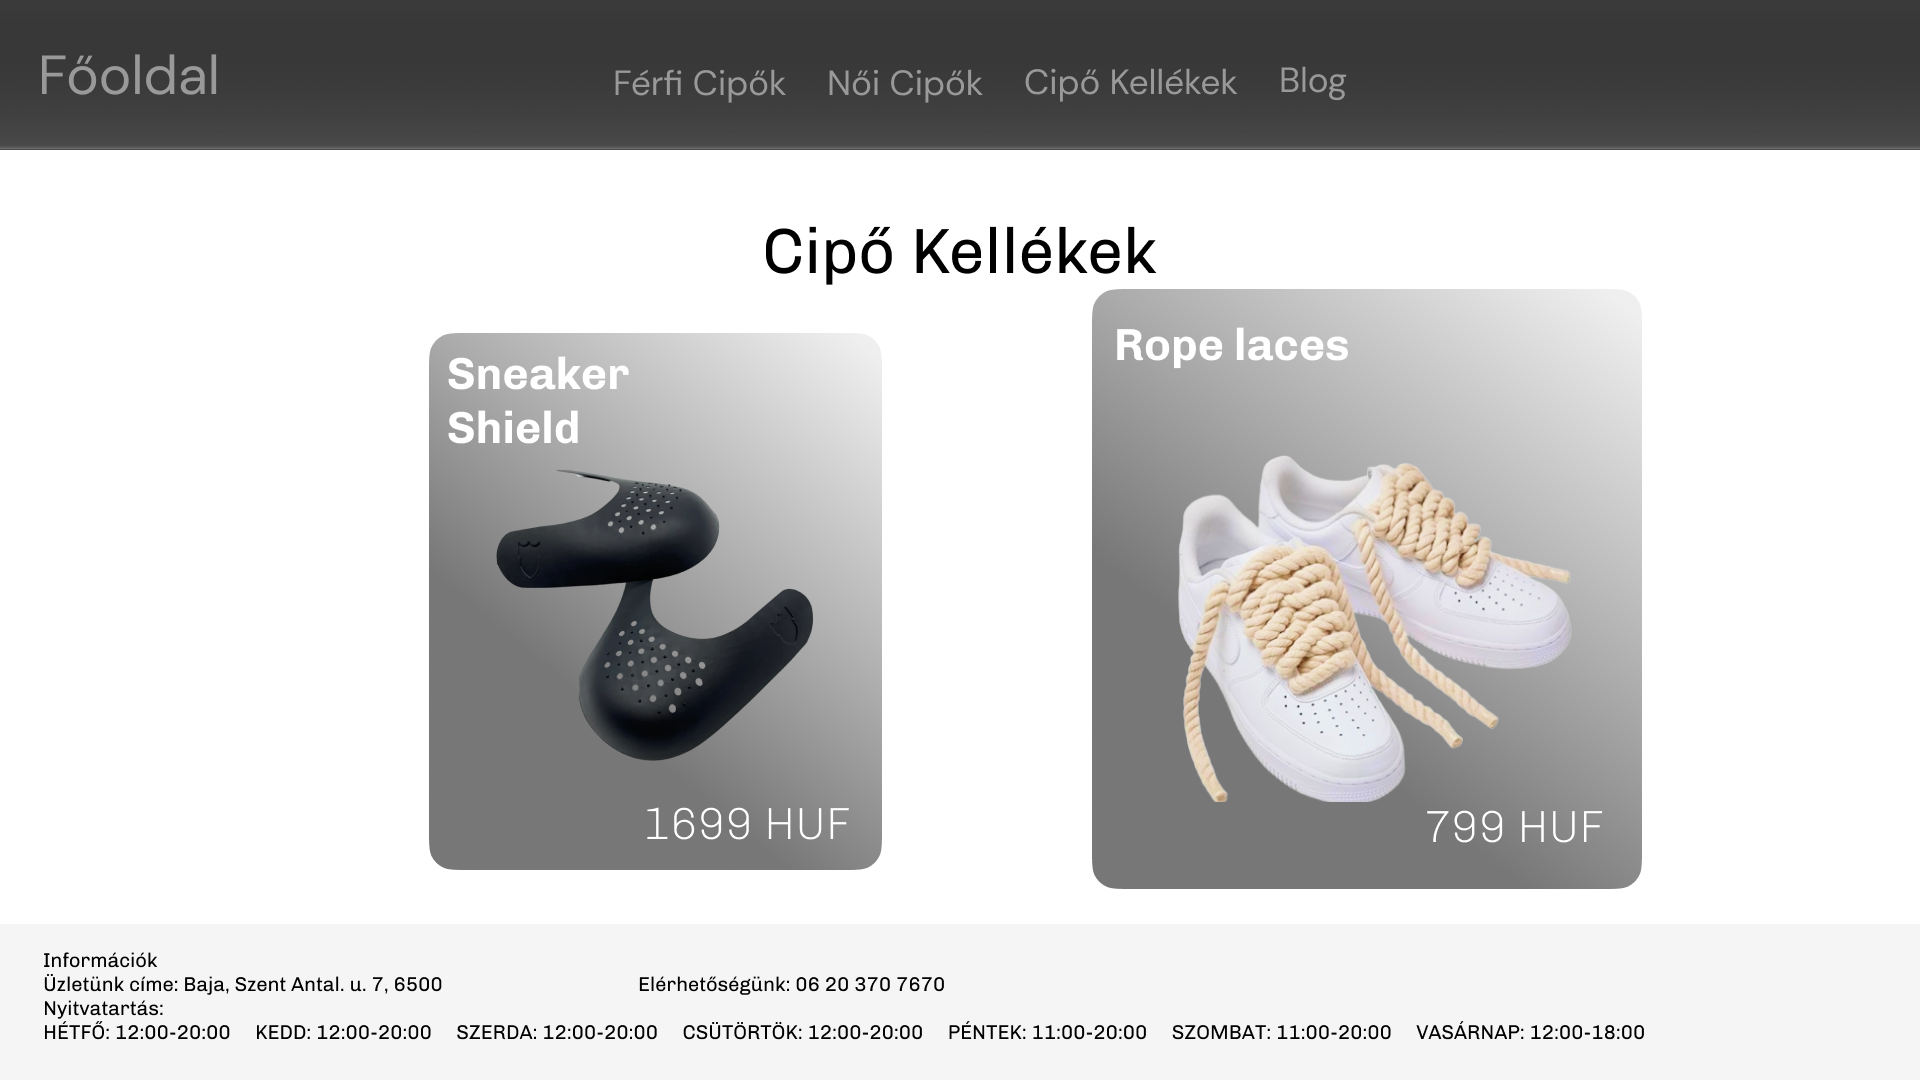 Főoldal
Férfi Cipők Női Cipők Cipő Kellékek Blog
Cipő Kellékek
Sneaker
Shield
1699 HUF
Rope laces
799 HUF
Információk
Üzletünk címe: Baja, Szent Antal. u. 7, 6500 Elérhetőségünk: 06 20 370 7670
Nyitvatartás:
HÉTFŐ: 12:00-20:00 KEDD: 12:00-20:00 SZERDA: 12:00-20:00 CSÜTÖRTÖK: 12:00-20:00 PÉNTEK: 11:00-20:00 SZOMBAT: 11:00-20:00 VASÁRNAP: 12:00-18:00